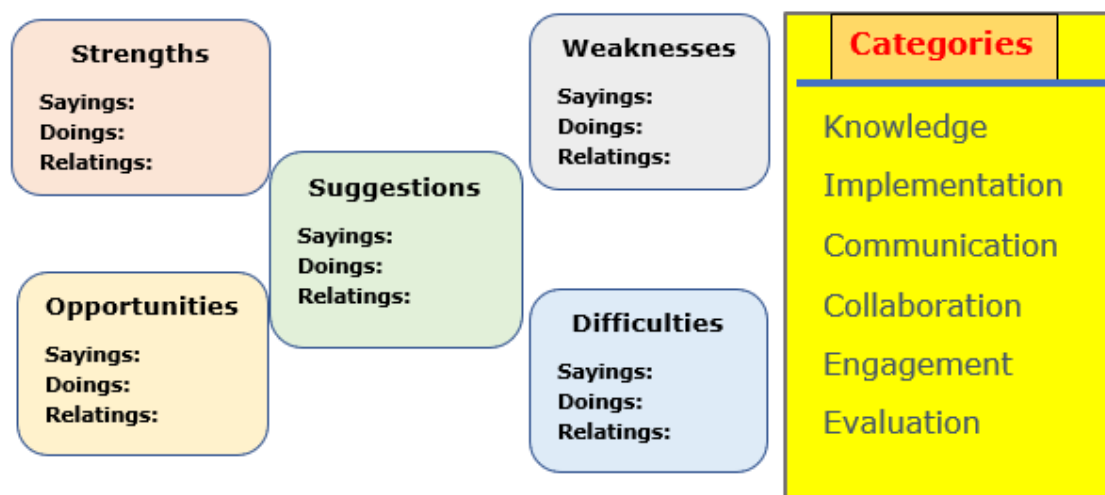 Strengths
Sayings:
Doings:
Relatings:
Weaknesses
Sayings:
Doings:
Relatings:
Suggestions
Sayings:
Doings:
Relatings:
Opportunities
Sayings:
Doings:
Relatings:
Difficulties
Sayings:
Doings:
Relatings:
Categories
Knowledge
Implementation
Communication
Collaboration
Engagement
Evaluation